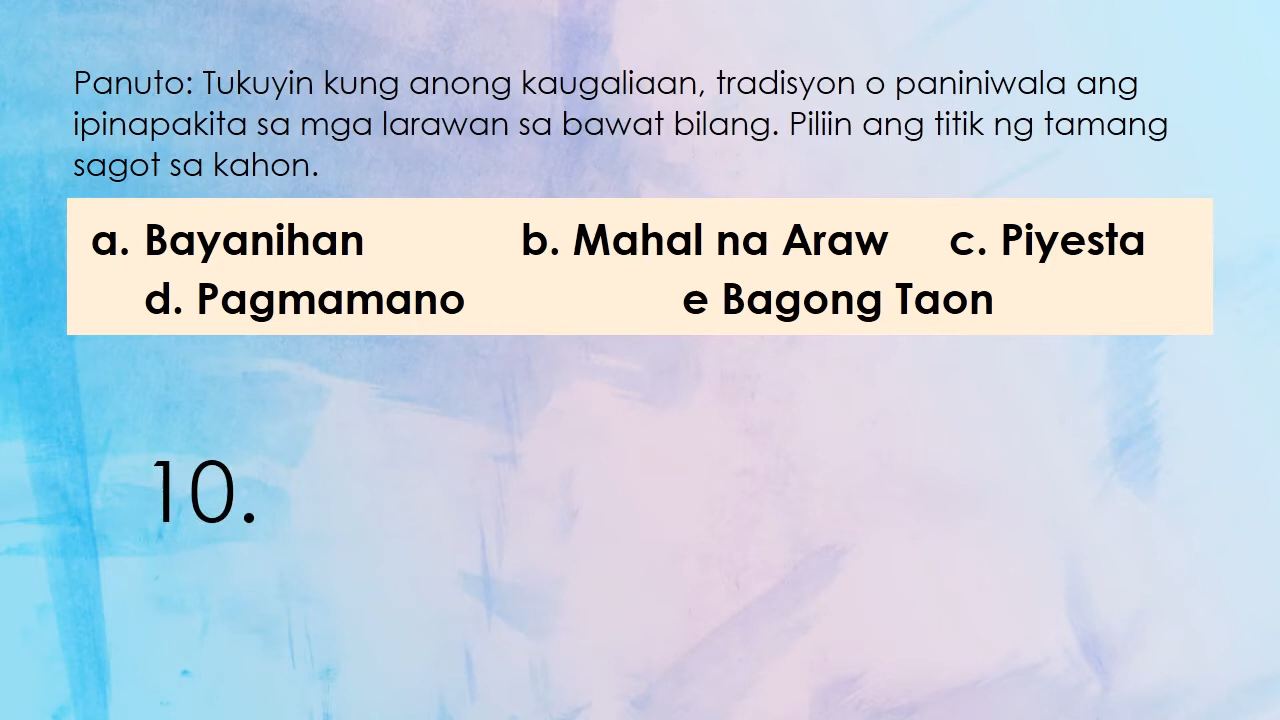 Panuto: Tukuyin kung anong kaugaliaan, tradisyon o paniniwala ang
ipinapakita sa mga larawan sa bawat bilang. Piliin ang titik ng tamang
sagot sa kahon.
a. Bayanihan b. Mahal na Araw c. Piyesta
d. Pagmamano e Bagong Taon
10.